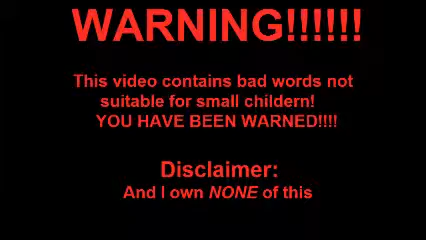 WARNING!!!!!!
This video contains bad words not
suitable for small childern!
YOU HAVE BEEN WARNED!!!!
Disclaimer:
And I own NONE of this